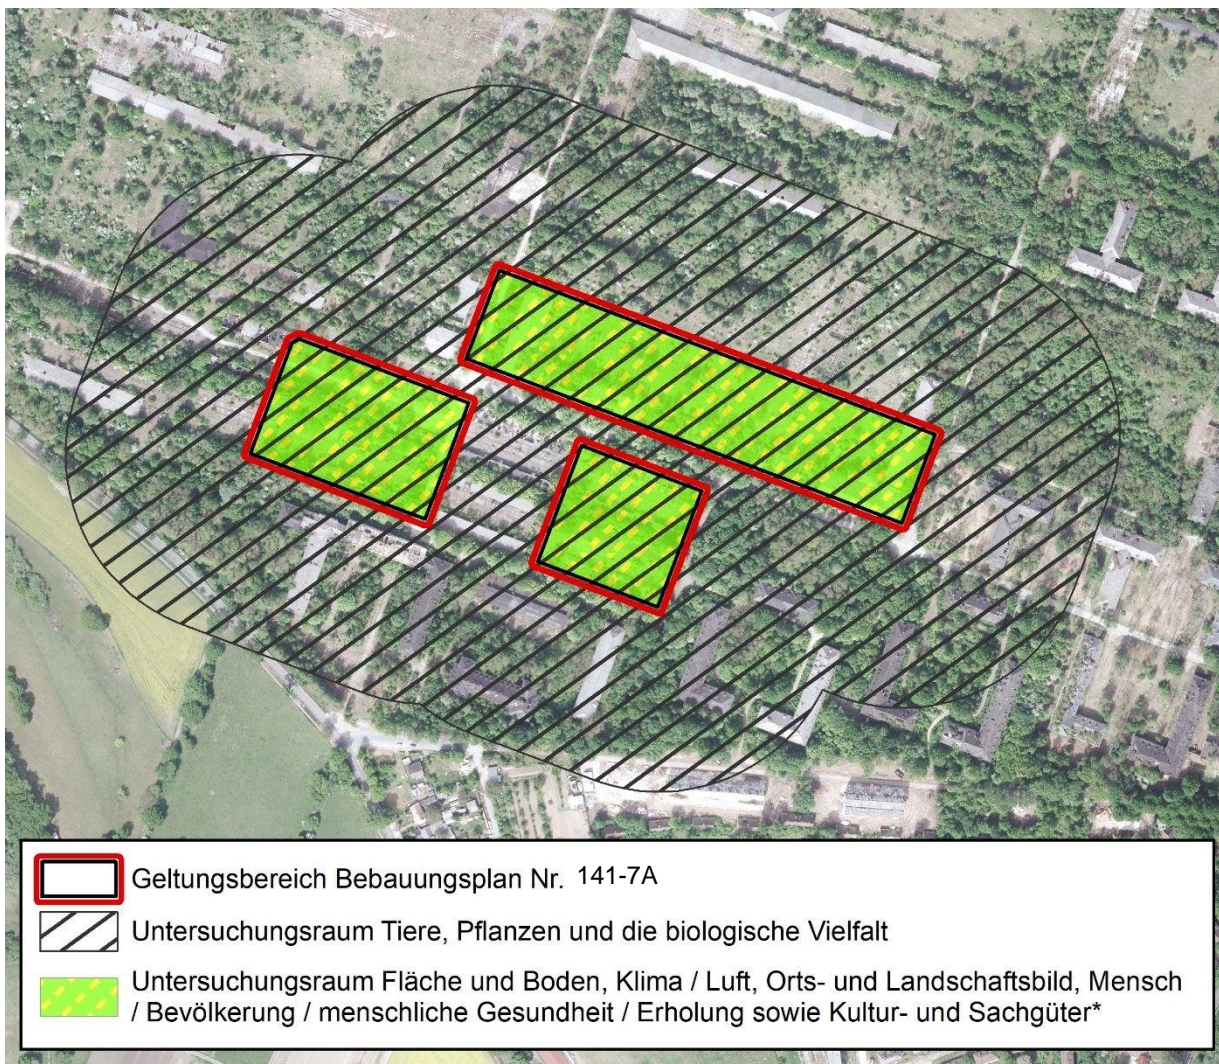 Geltungsbereich Bebauungsplan Nr. 141-7A
Untersuchungsraum Tiere, Pflanzen und die biologische Vielfalt
Untersuchungsraum Fläche und Boden, Klima / Luft, Orts- und Landschaftsbild, Mensch
/ Bevölkerung / menschliche Gesundheit / Erholung sowie Kultur- und Sachgüter*